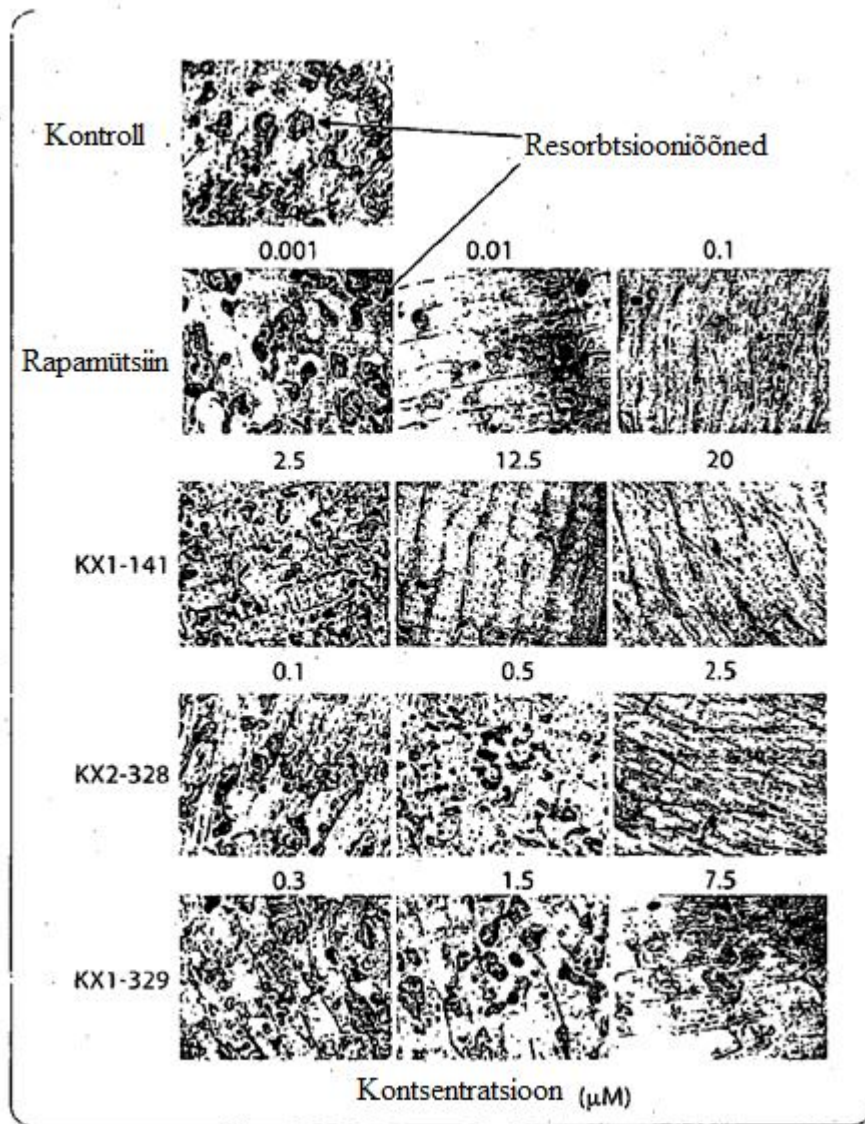 Kontroll
Resorbtsiooniõõned
0.001 0.01 0.1
Rapamütsiin
2.5 12.5 20
KX1-141
0.1 0.5 2.5
KX2-328
0.3 1.5 7.5
KX1-329
Kontsentratsioon (μM)